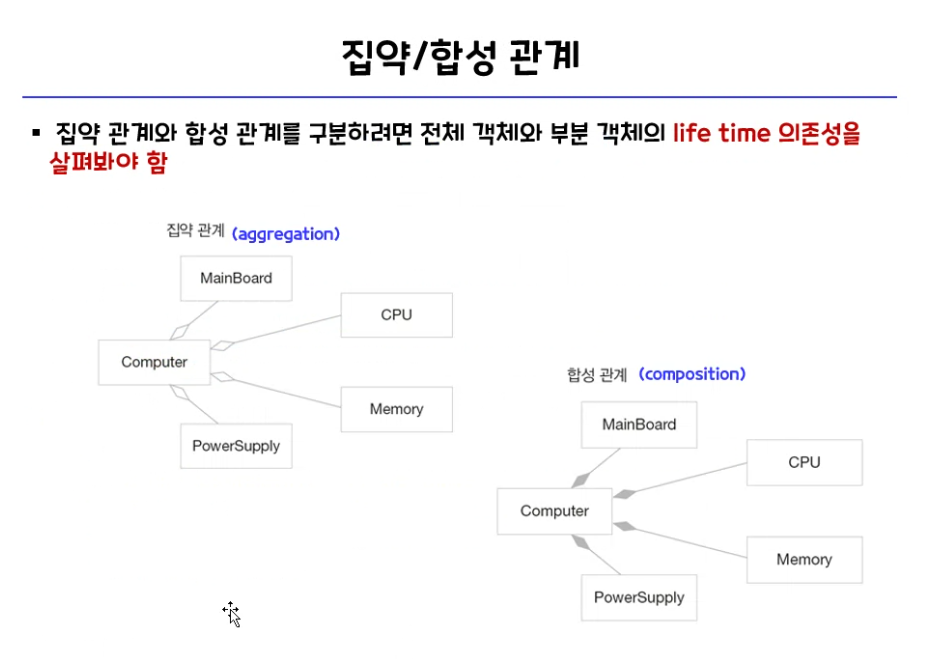 집약/합성 관계
▪ 집약 관계와 합성 관계를 구분하려면 전체 객체와 부분 객체의 life time 의존성을
살펴봐야 함
집약 관계 (aggregation)
MainBoard
CPU
Computer
Memory
PowerSupply
합성 관계 (composition)
MainBoard
CPU
Computer
Memory
PowerSupply